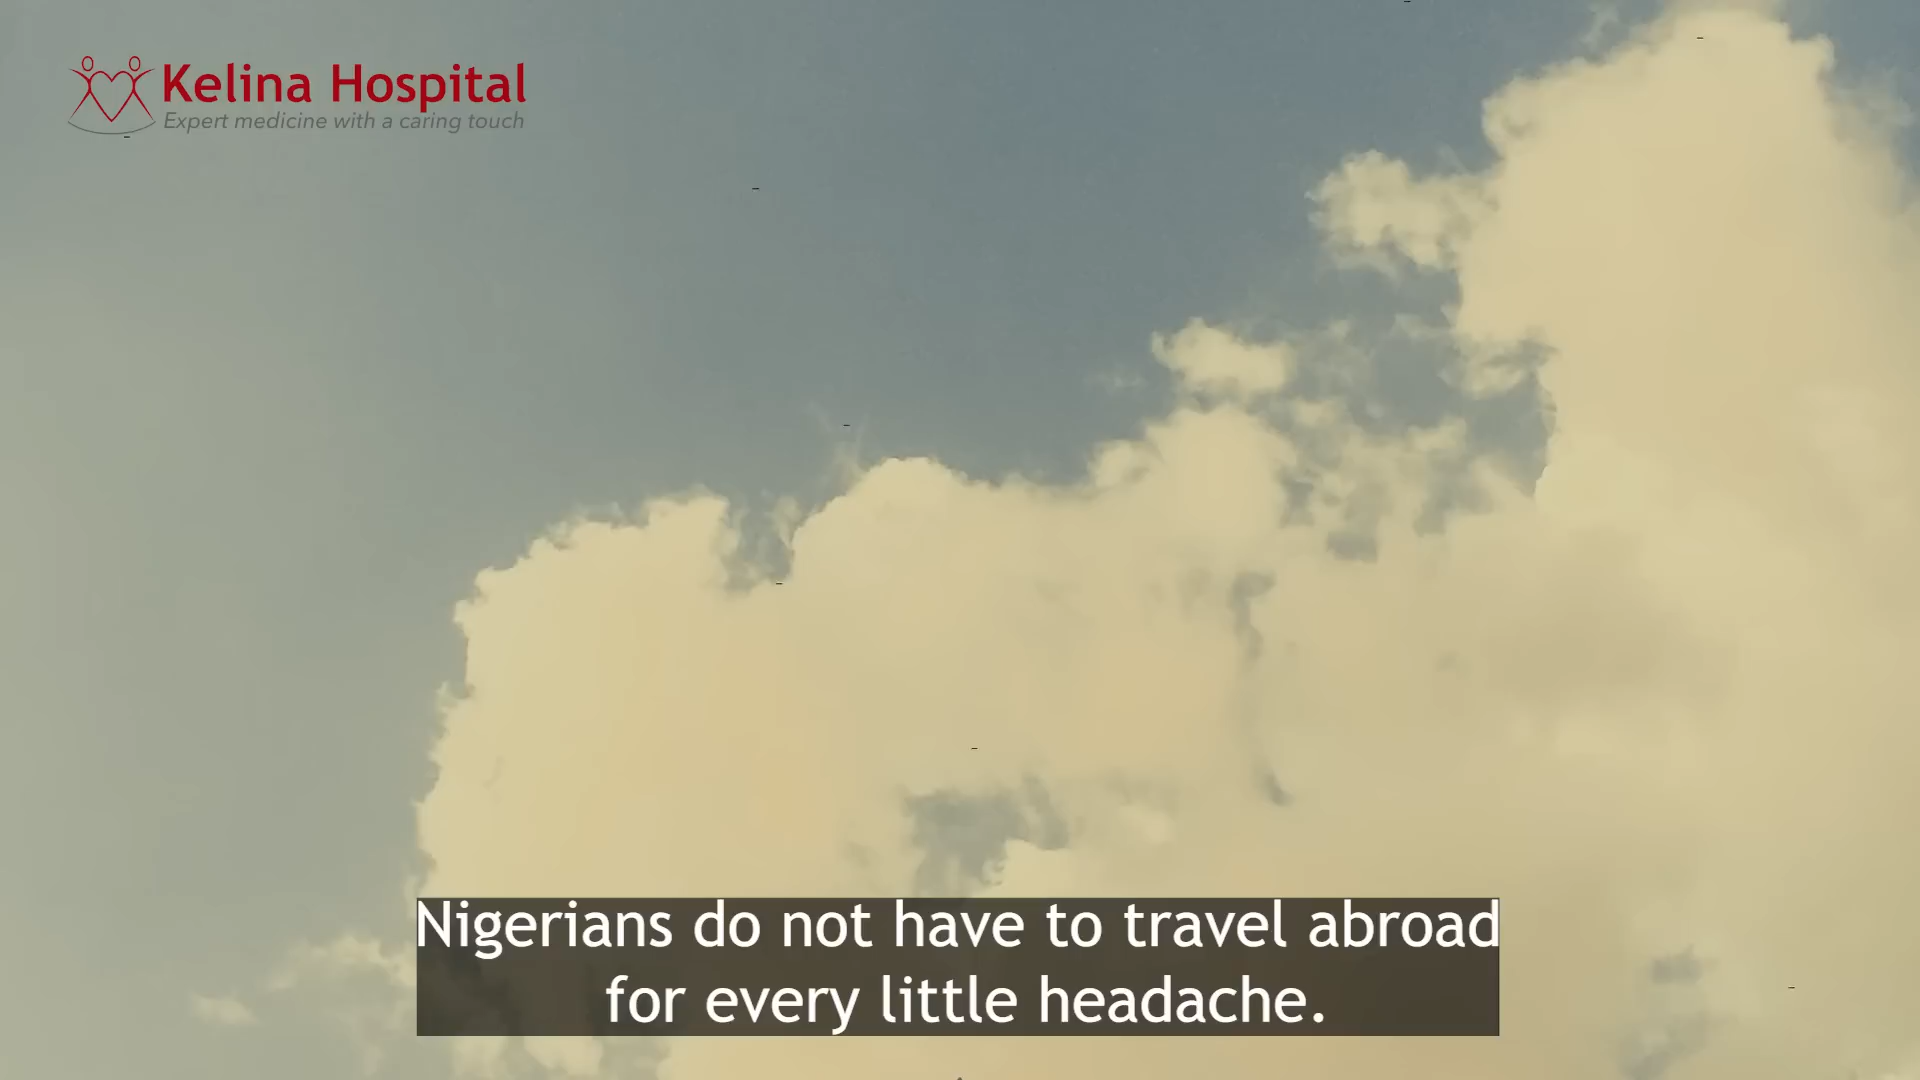 Kelina Hospital
Expert medicine with a caring touch
Nigerians do not have to travel abroad
for every little headache.